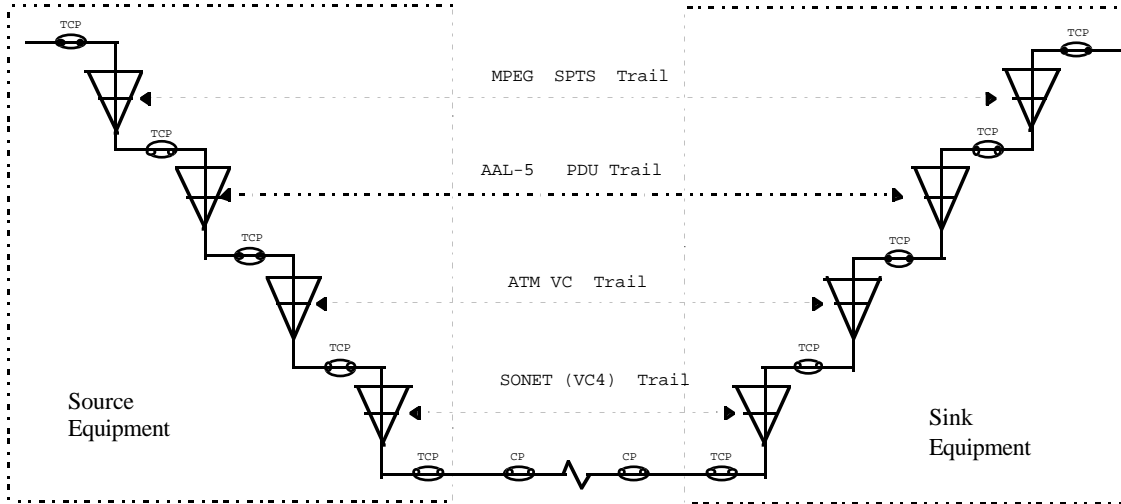 TCP
TCP
MPEG SPTS Trail
TCP
TCP
AAL-5 PDU Trail
TCP
TCP
ATM VC Trail
TCP
TCP
SONET (VC4) Trail
Source
Equipment
Sink
Equipment
TCP
CP
CP
TCP